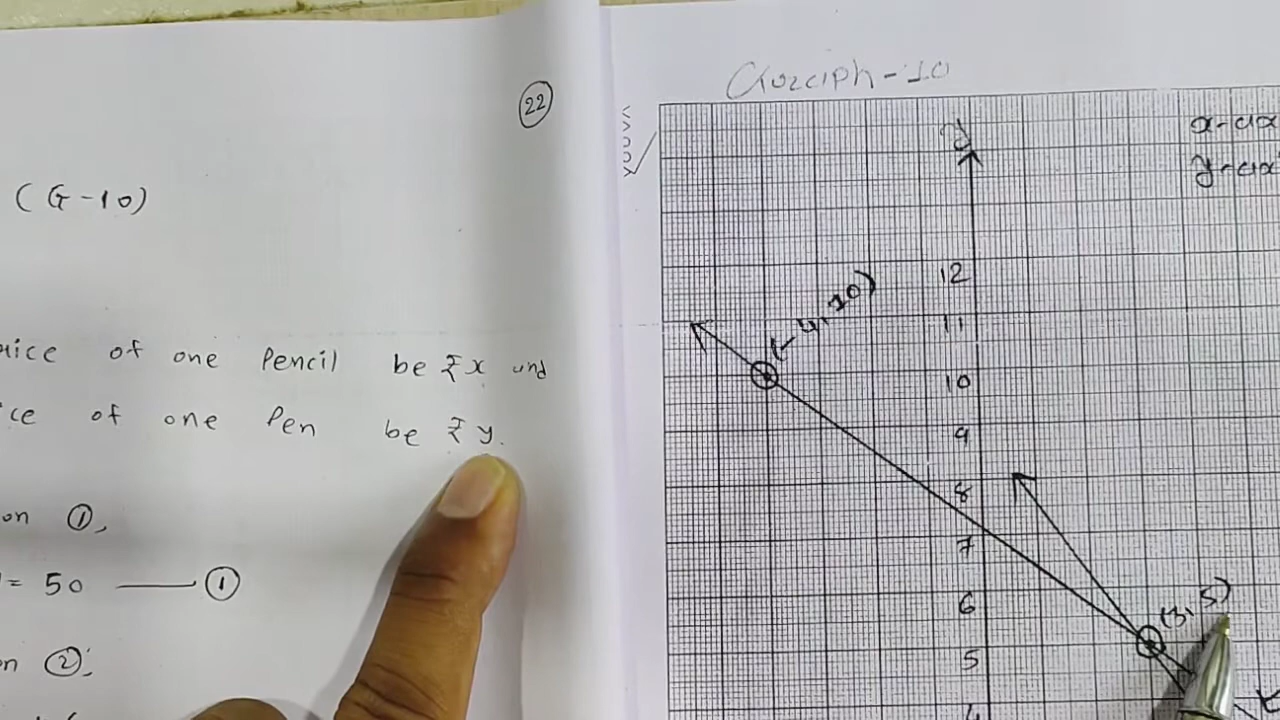 22
(G-10)
rice of one Pencil be ₹x and
ce of one Pen be ₹y.
on ①,
= 50 —— ①
n ②;
Graph-10
x-ax
y-ax
y
12
11
10
9
8
7
6
5
4
(-4,10)
(3,5)